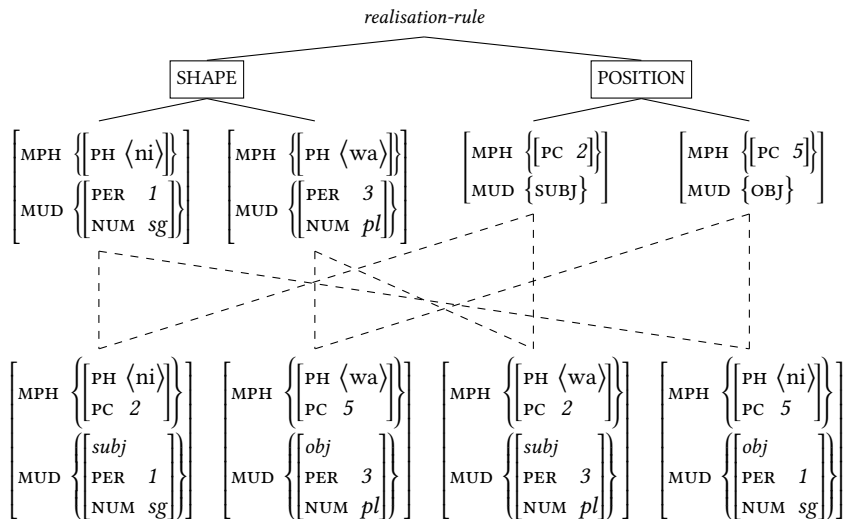 realisation-rule
SHAPE POSITION
MPH {[PH ⟨ni⟩]} MPH {[PH ⟨wa⟩]} MPH {[PC 2]} MPH {[PC 5]}
MUD {[PER 1 NUM sg]} MUD {[PER 3 NUM pl]} MUD {SUBJ} MUD {OBJ}
MPH {[PH ⟨ni⟩ PC 2]} MPH {[PH ⟨wa⟩ PC 5]} MPH {[PH ⟨wa⟩ PC 2]} MPH {[PH ⟨ni⟩ PC 5]}
MUD {[subj PER 1 NUM sg]} MUD {[obj PER 3 NUM pl]} MUD {[subj PER 3 NUM pl]} MUD {[obj PER 1 NUM sg]}